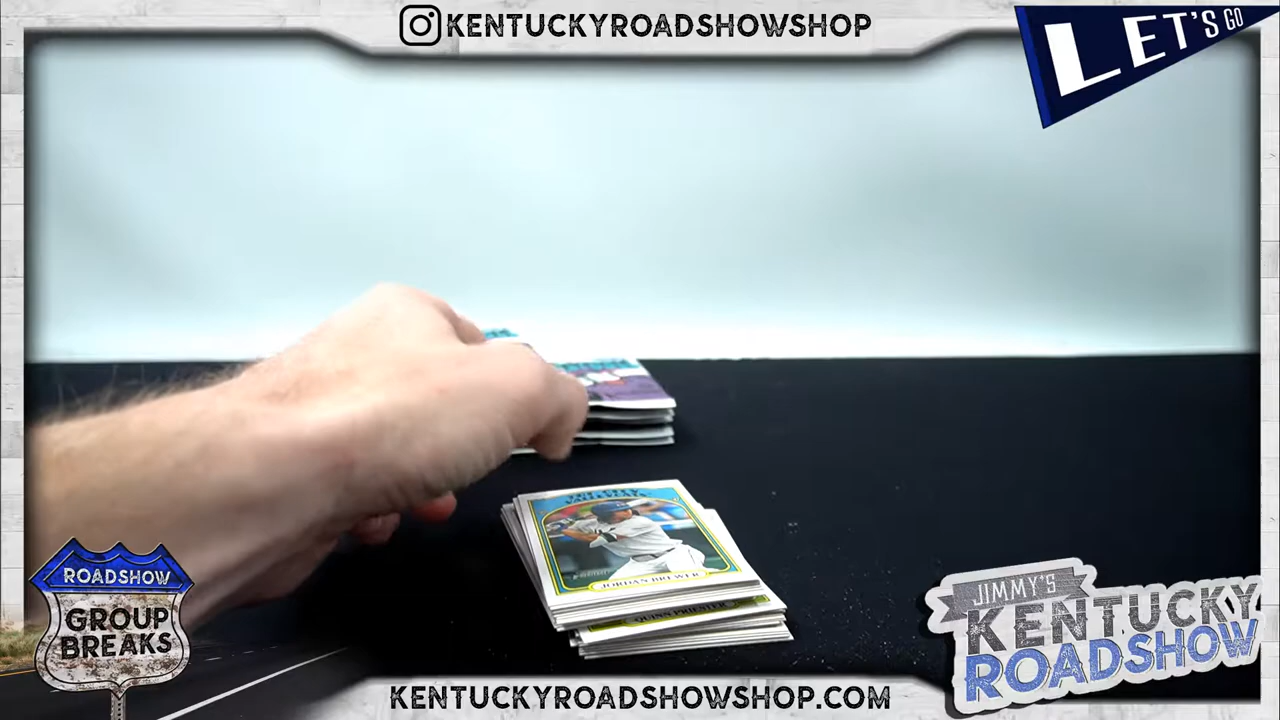 KENTUCKYROADSHOWSHOP
LET'S GO
JORDAN BREWER
QUINN PRIESTER
ROADSHOW
GROUP
BREAKS
JIMMY'S
KENTUCKY
ROADSHOW
KENTUCKYROADSHOWSHOP.COM